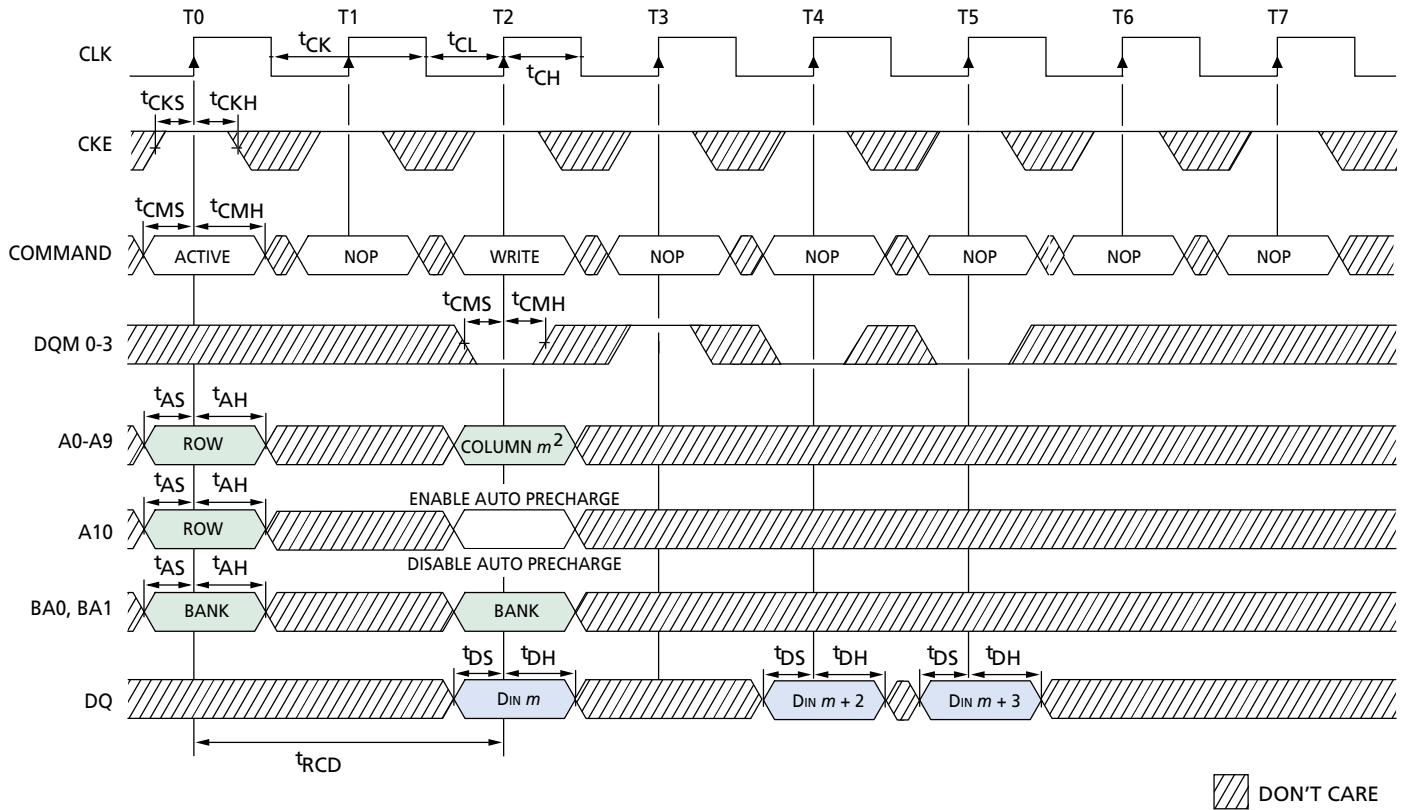 T0 T1 T2 T3 T4 T5 T6 T7
CLK
tCK tCL
tCH
tCKS tCKH
CKE
tCMS tCMH
COMMAND ACTIVE NOP WRITE NOP NOP NOP NOP NOP
tCMS tCMH
DQM 0-3
tAS tAH
A0-A9 ROW COLUMN m2
tAS tAH ENABLE AUTO PRECHARGE
A10 ROW
DISABLE AUTO PRECHARGE
tAS tAH
BA0, BA1 BANK BANK
tDS tDH tDS tDH tDS tDH
DQ DIN m DIN m + 2 DIN m + 3
tRCD
DON'T CARE